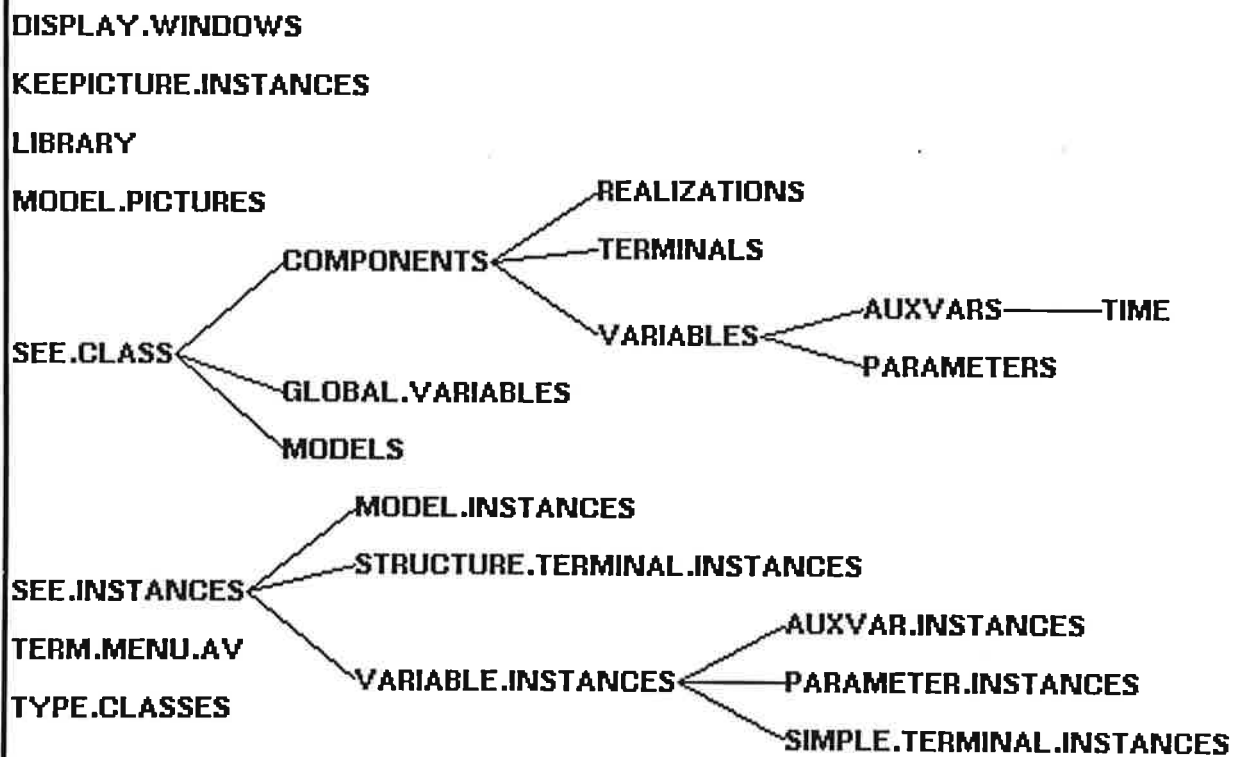 DISPLAY.WINDOWS
KEEPICTURE.INSTANCES
LIBRARY
MODEL.PICTURES
REALIZATIONS
COMPONENTS
TERMINALS
AUXVARS
TIME
SEE.CLASS
VARIABLES
PARAMETERS
GLOBAL.VARIABLES
MODELS
MODEL.INSTANCES
STRUCTURE.TERMINAL.INSTANCES
SEE.INSTANCES
AUXVAR.INSTANCES
TERM.MENU.AV
VARIABLE.INSTANCES
PARAMETER.INSTANCES
TYPE.CLASSES
SIMPLE.TERMINAL.INSTANCES